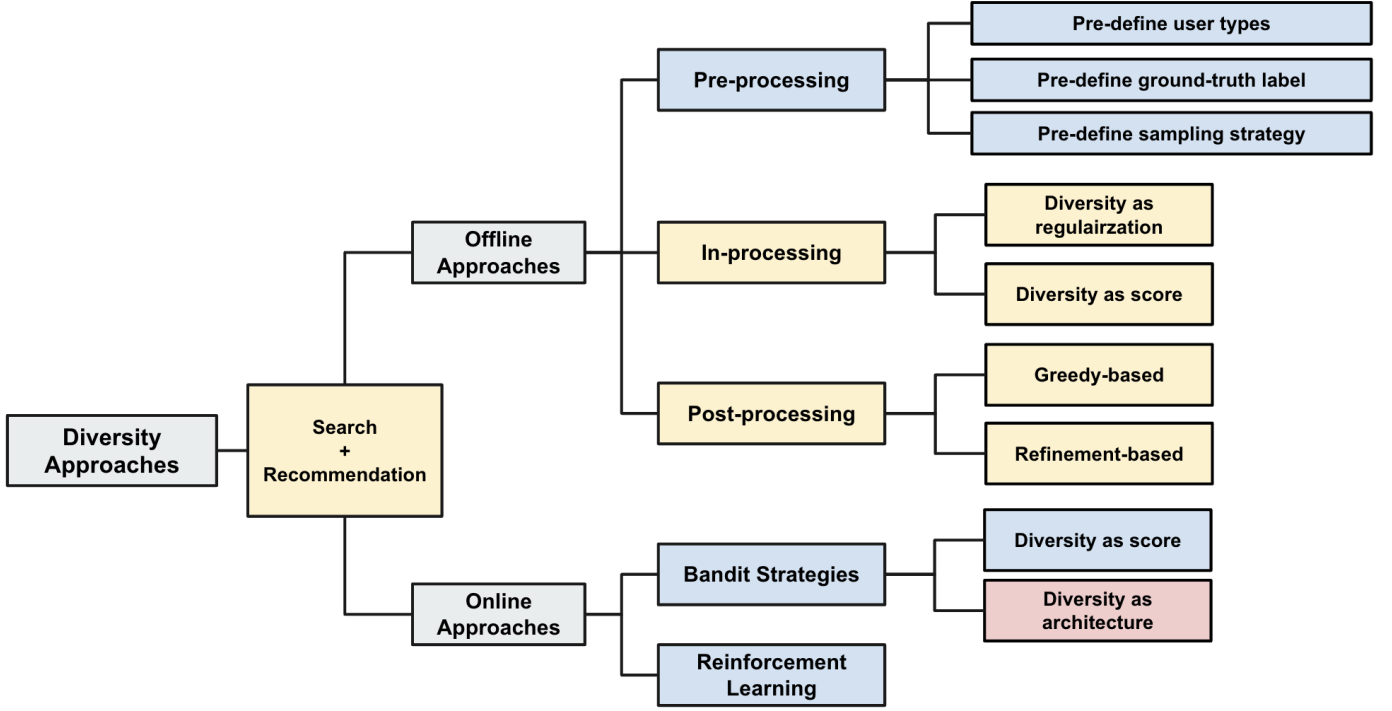 Diversity
Approaches
Search
+
Recommendation
Offline
Approaches
Pre-processing
Pre-define user types
Pre-define ground-truth label
Pre-define sampling strategy
In-processing
Diversity as
regulairzation
Diversity as score
Post-processing
Greedy-based
Refinement-based
Online
Approaches
Bandit Strategies
Diversity as score
Diversity as
architecture
Reinforcement
Learning